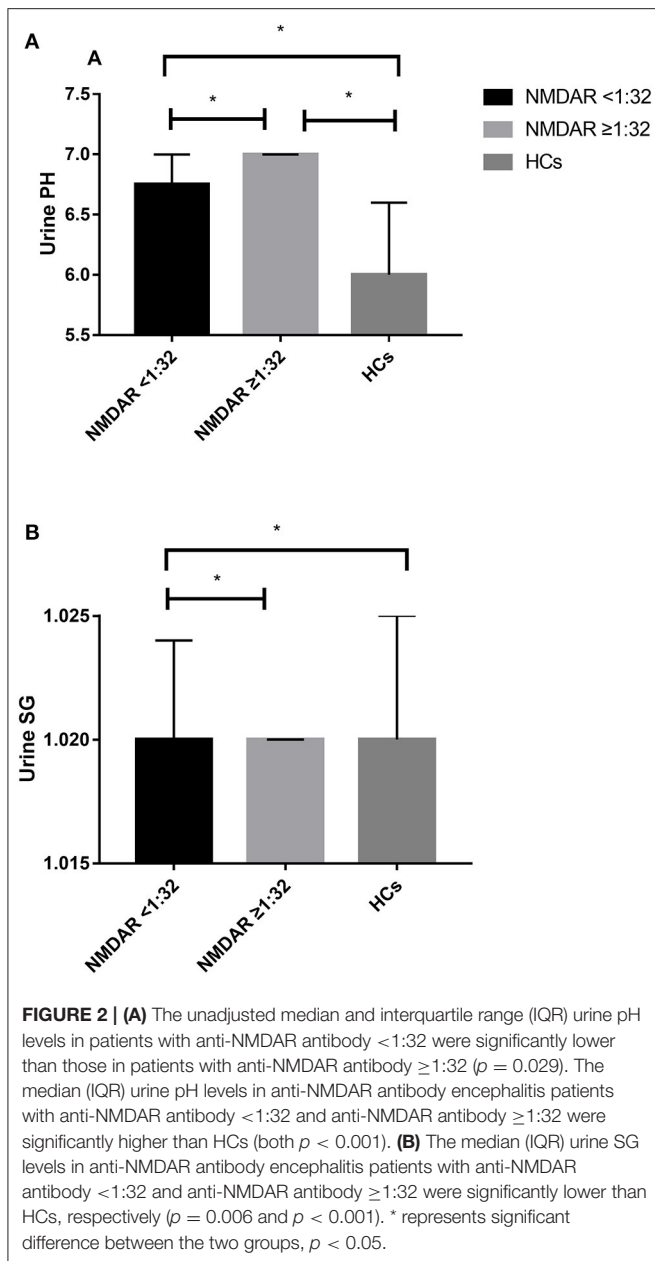 A
A
*
*
*
7.5
7.0
6.5
6.0
5.5
Urine PH
NMDAR <1:32
NMDAR ≥1:32
HCs
NMDAR <1:32
NMDAR ≥1:32
HCs
B
*
*
1.025
1.020
1.015
Urine SG
NMDAR <1:32
NMDAR ≥1:32
HCs
FIGURE 2 | (A) The unadjusted median and interquartile range (IQR) urine pH
levels in patients with anti-NMDAR antibody <1:32 were significantly lower
than those in patients with anti-NMDAR antibody ≥1:32 (p = 0.029). The
median (IQR) urine pH levels in anti-NMDAR antibody encephalitis patients
with anti-NMDAR antibody <1:32 and anti-NMDAR antibody ≥1:32 were
significantly higher than HCs (both p < 0.001). (B) The median (IQR) urine SG
levels in anti-NMDAR antibody encephalitis patients with anti-NMDAR
antibody <1:32 and anti-NMDAR antibody ≥1:32 were significantly lower than
HCs, respectively (p = 0.006 and p < 0.001). * represents significant
difference between the two groups, p < 0.05.